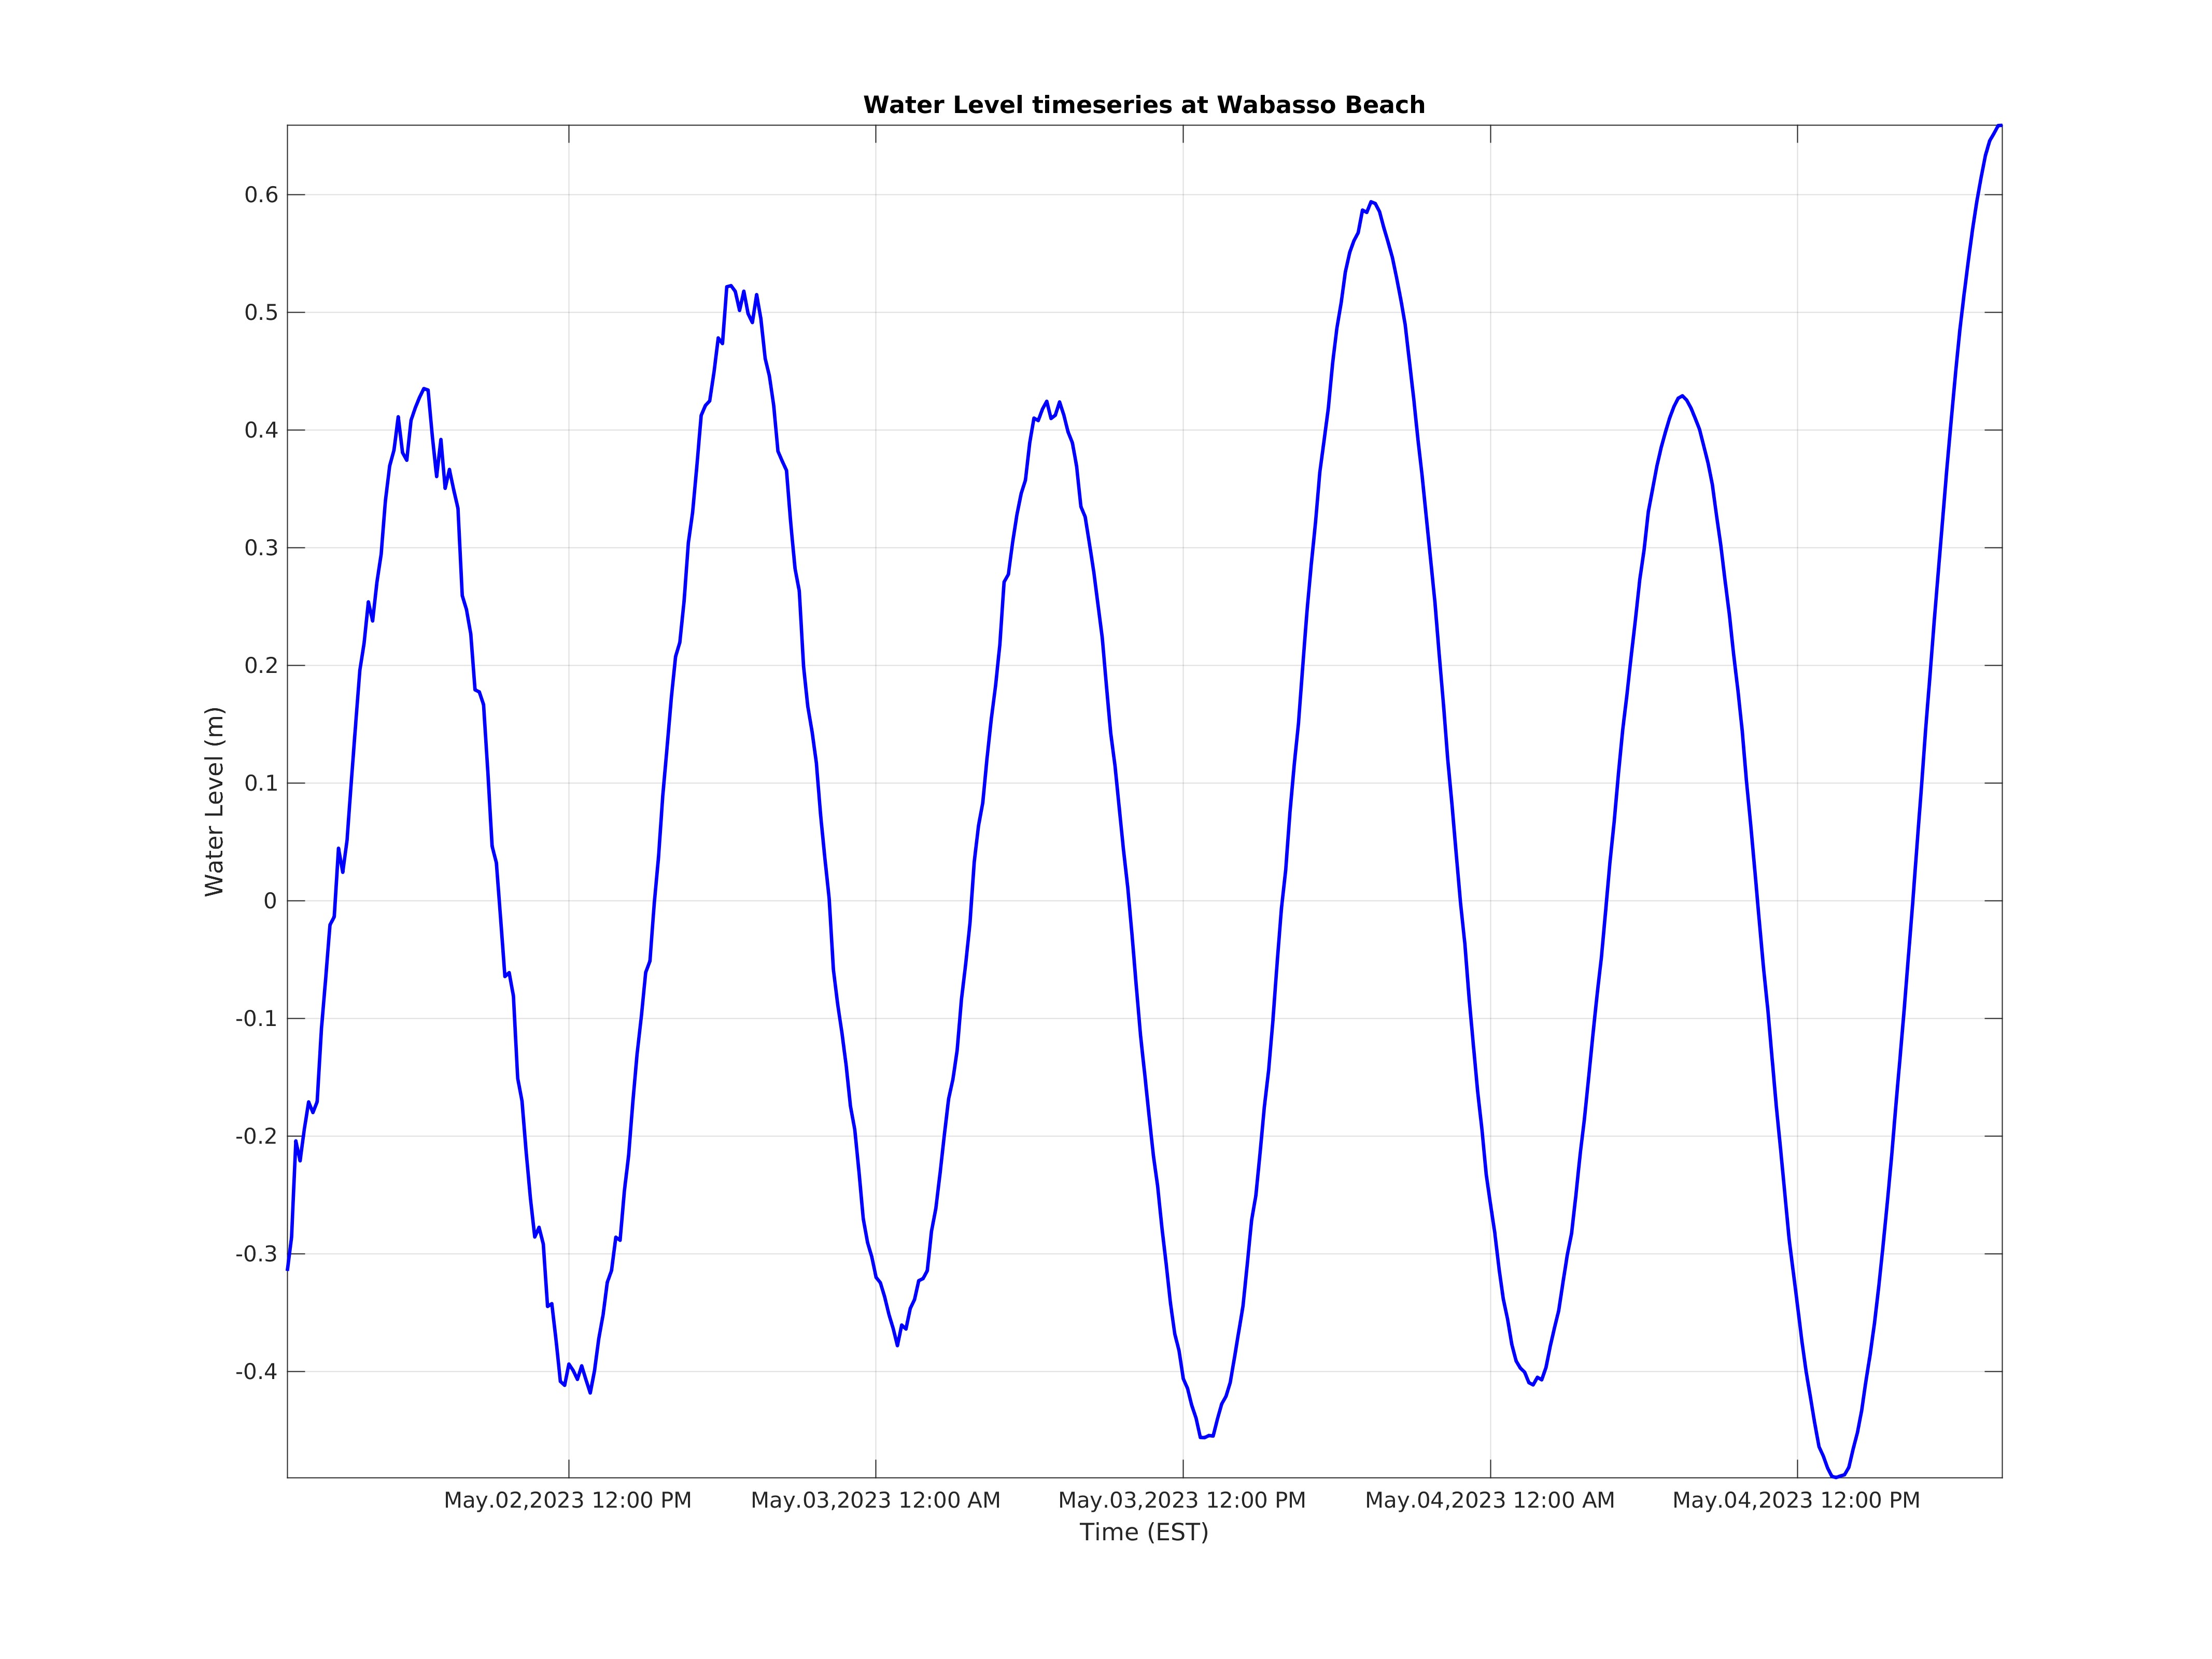 Water Level timeseries at Wabasso Beach
Water Level (m)
0.6
0.5
0.4
0.3
0.2
0.1
0
-0.1
-0.2
-0.3
-0.4
May.02,2023 12:00 PM
May.03,2023 12:00 AM
May.03,2023 12:00 PM
May.04,2023 12:00 AM
May.04,2023 12:00 PM
Time (EST)